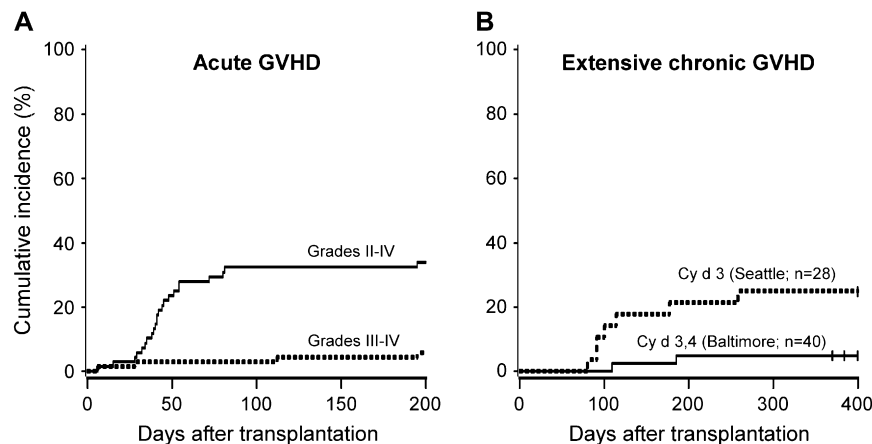 A
Acute GVHD
Cumulative incidence (%)
100
80
60
40
20
0
Grades II-IV
Grades III-IV
0 50 100 150 200
Days after transplantation
B
Extensive chronic GVHD
100
80
60
40
20
0
Cy d 3 (Seattle; n=28)
Cy d 3,4 (Baltimore; n=40)
0 100 200 300 400
Days after transplantation